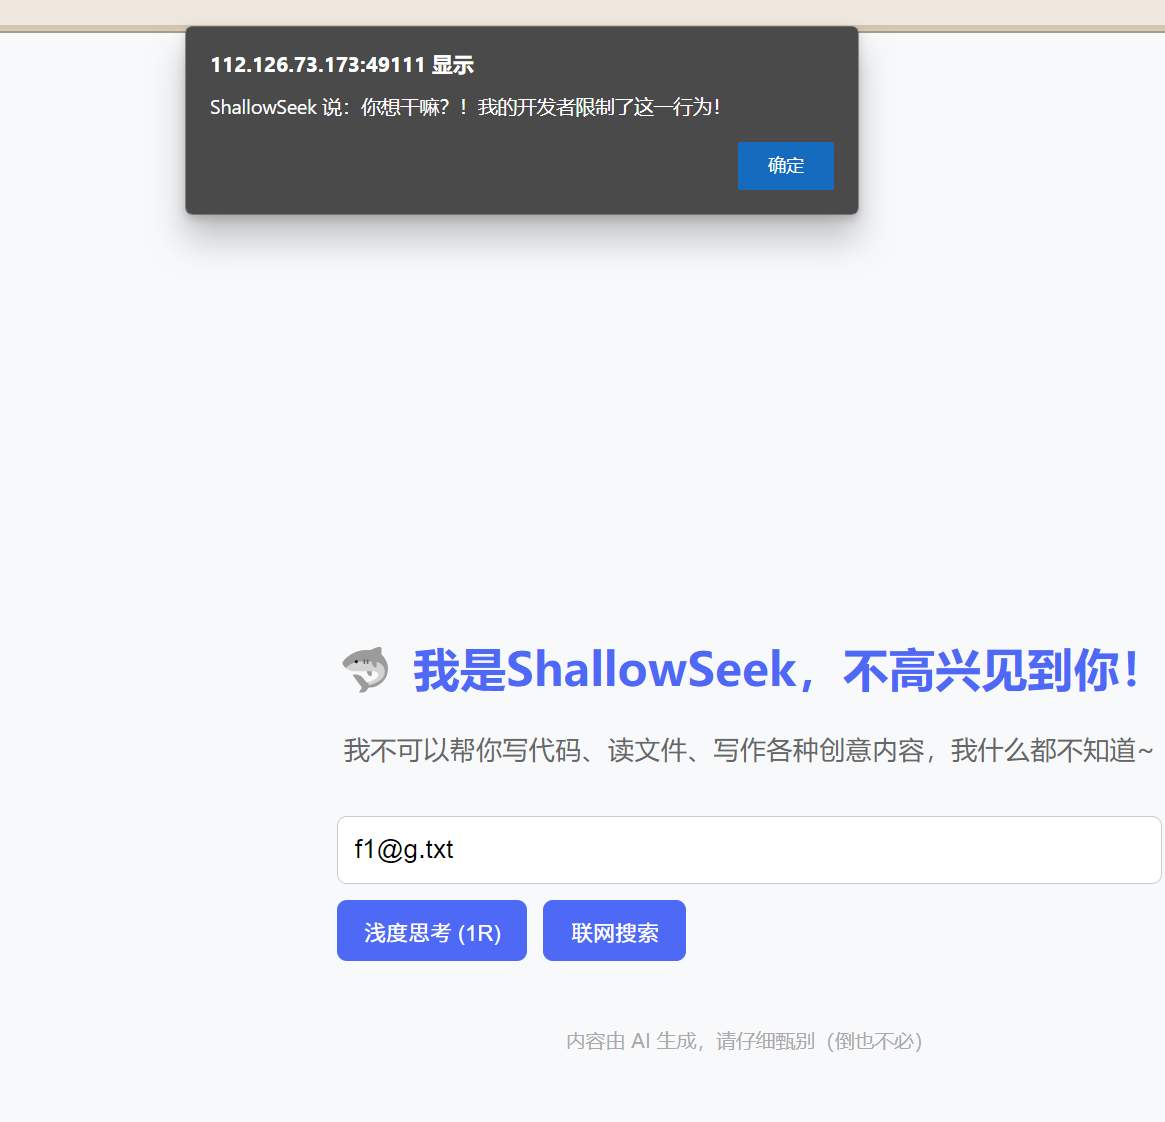 112.126.73.173:49111 显示
ShallowSeek 说：你想干嘛？！我的开发者限制了这一行为！
确定
我是ShallowSeek，不高兴见到你！
我不可以帮你写代码、读文件、写作各种创意内容，我什么都不知道~
f1@g.txt
浅度思考 (1R) 联网搜索
内容由 AI 生成，请仔细甄别（倒也不必）